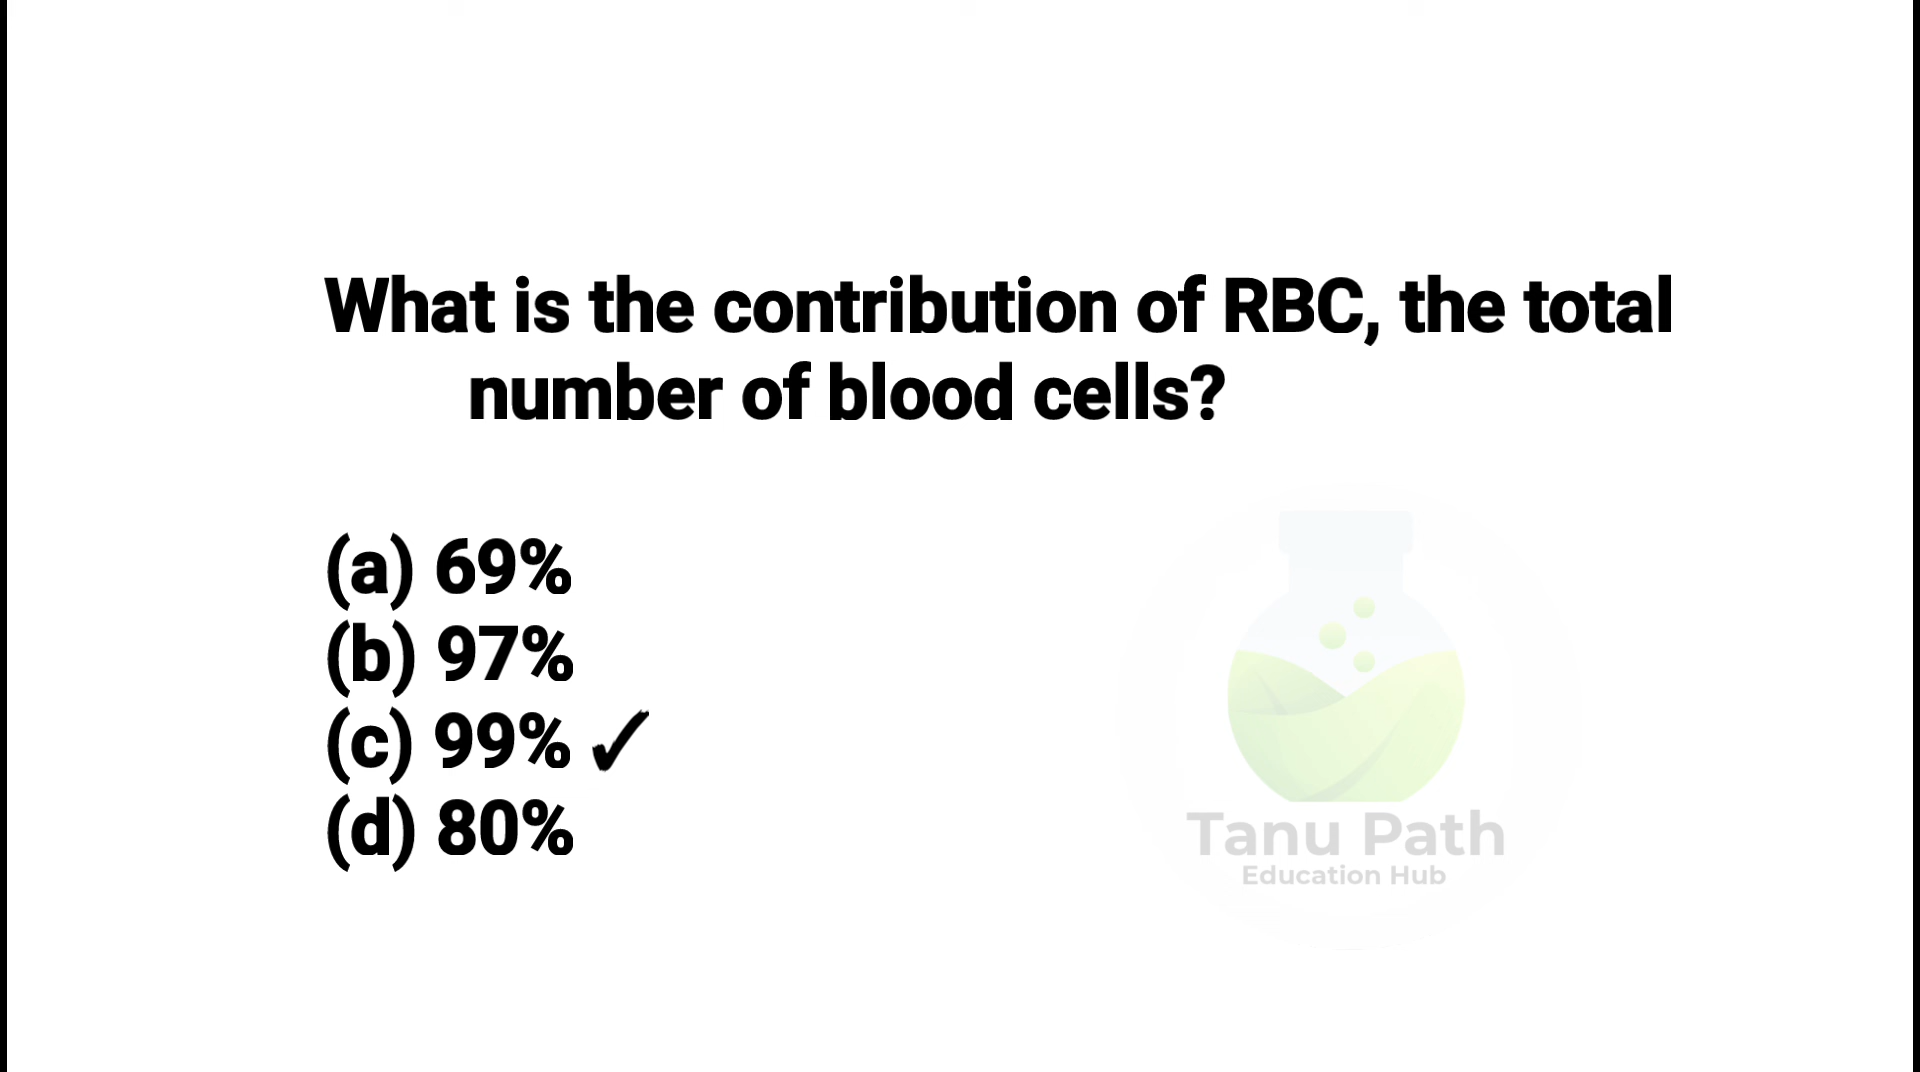 What is the contribution of RBC, the total
number of blood cells?
(a) 69%
(b) 97%
(c) 99% ✓
(d) 80%
Tanu Path
Education Hub